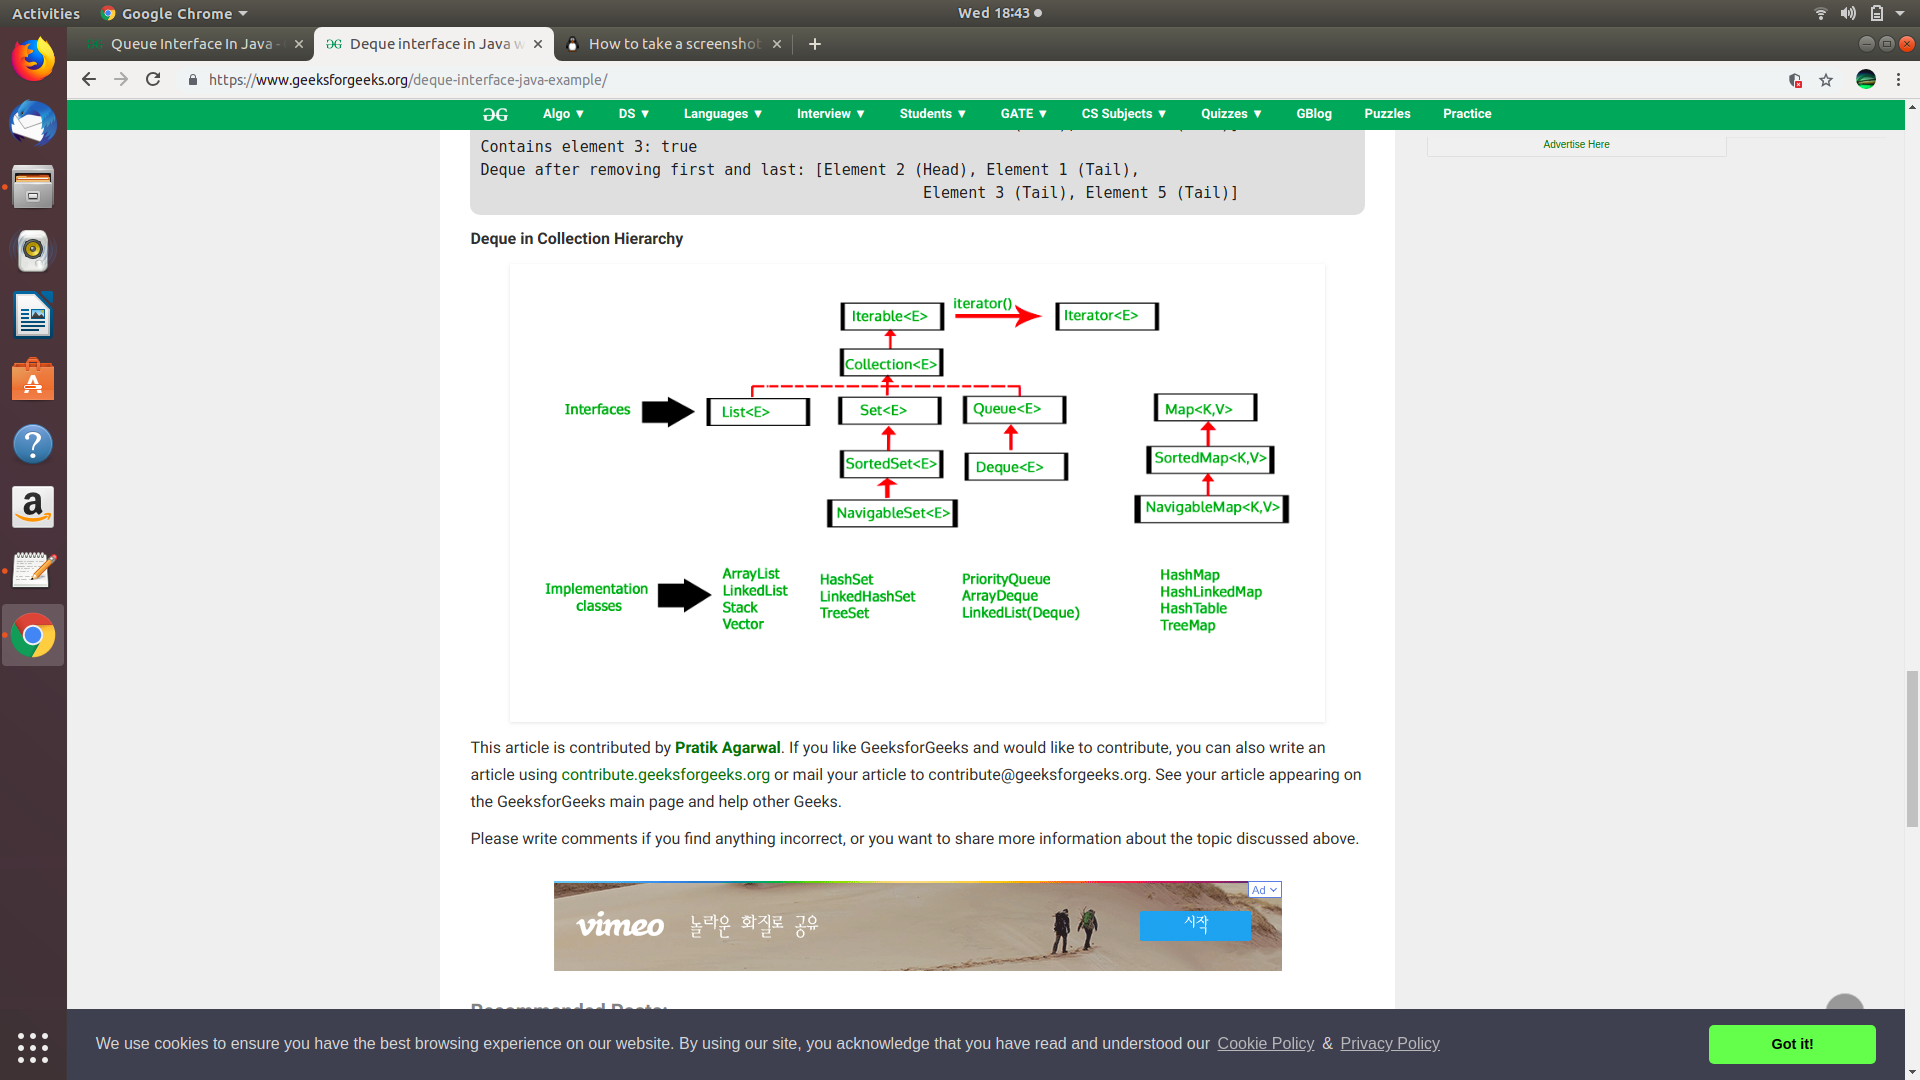 Activities
Google Chrome
Wed 18:43
Queue Interface In Java -
Deque interface in Java w
How to take a screenshot
https://www.geeksforgeeks.org/deque-interface-java-example/
Algo ▼ DS ▼ Languages ▼ Interview ▼ Students ▼ GATE ▼ CS Subjects ▼ Quizzes ▼ GBlog Puzzles Practice
Contains element 3: true
Deque after removing first and last: [Element 2 (Head), Element 1 (Tail),
Element 3 (Tail), Element 5 (Tail)]
Advertise Here
Deque in Collection Hierarchy
Iterable<E>
iterator()
Iterator<E>
Collection<E>
Interfaces
List<E>
Set<E>
Queue<E>
Map<K,V>
SortedSet<E>
Deque<E>
SortedMap<K,V>
NavigableSet<E>
NavigableMap<K,V>
Implementation
classes
ArrayList
LinkedList
Stack
Vector
HashSet
LinkedHashSet
TreeSet
PriorityQueue
ArrayDeque
LinkedList(Deque)
HashMap
HashLinkedMap
HashTable
TreeMap
This article is contributed by Pratik Agarwal. If you like GeeksforGeeks and would like to contribute, you can also write an
article using contribute.geeksforgeeks.org or mail your article to contribute@geeksforgeeks.org. See your article appearing on
the GeeksforGeeks main page and help other Geeks.
Please write comments if you find anything incorrect, or you want to share more information about the topic discussed above.
Ad
vimeo 놀라운 화질로 공유
시작
Recommended Posts:
We use cookies to ensure you have the best browsing experience on our website. By using our site, you acknowledge that you have read and understood our Cookie Policy & Privacy Policy
Got it!